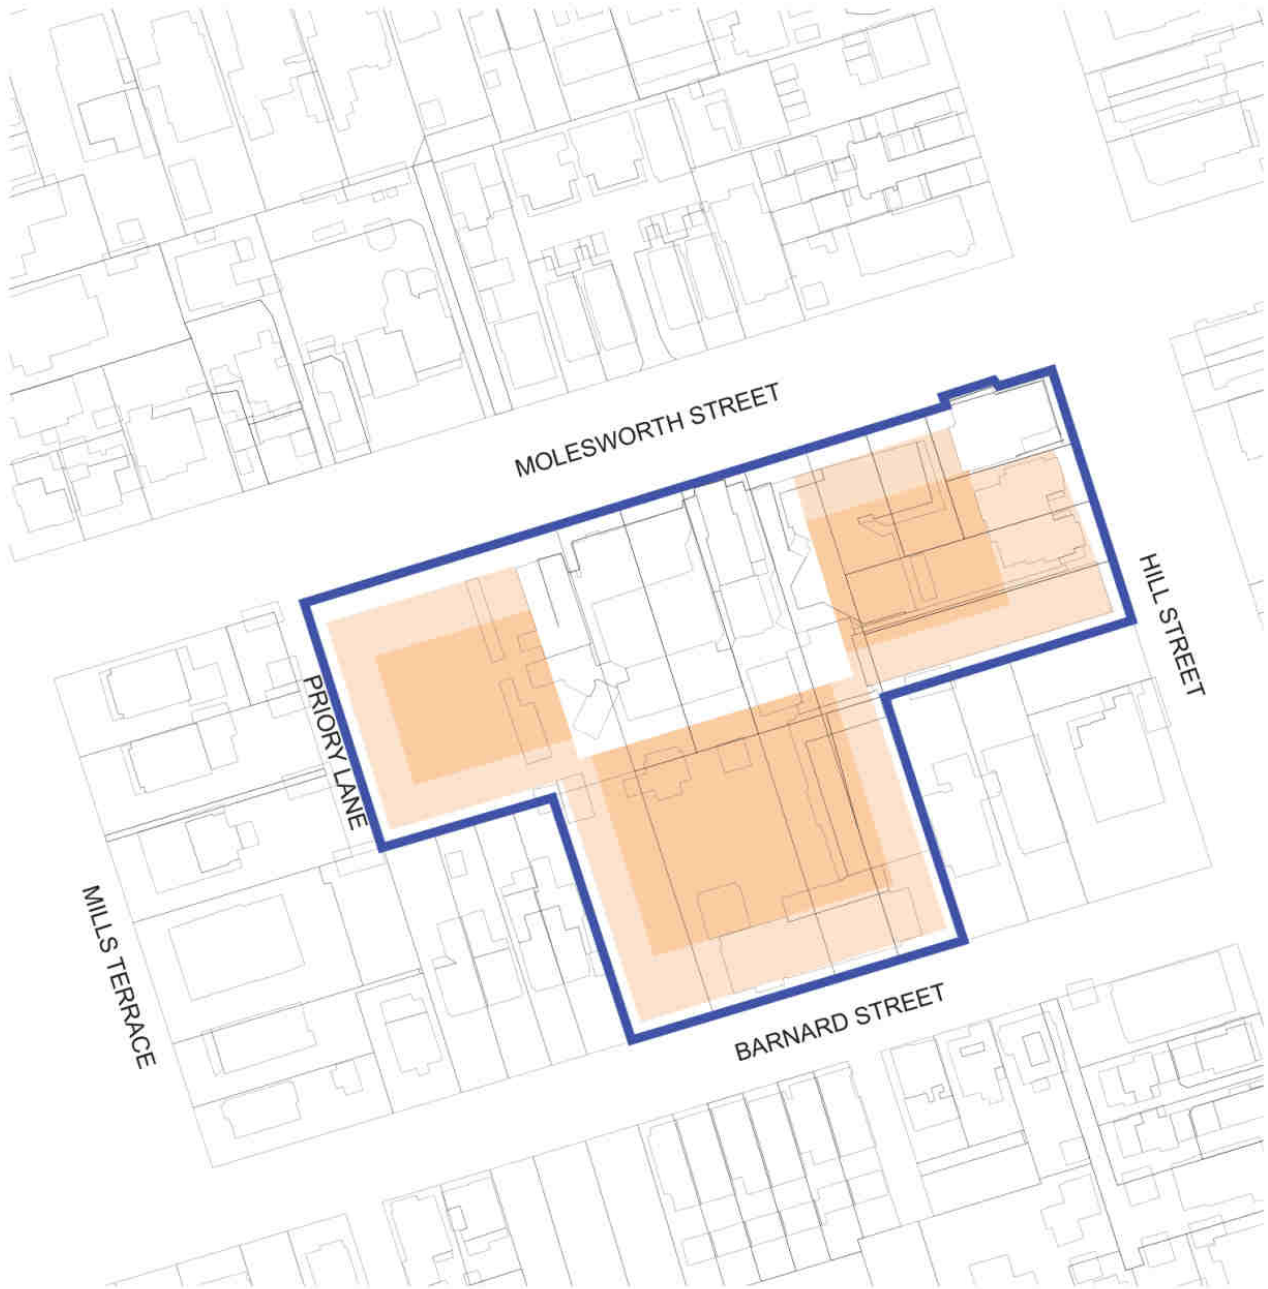 MOLESWORTH STREET
HILL STREET
PRIORY LANE
MILLS TERRACE
BARNARD STREET